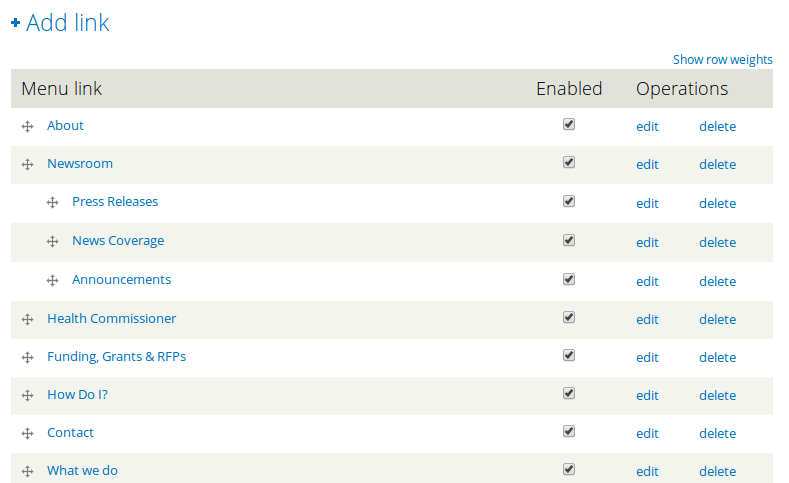 Add link
Show row weights
Menu link Enabled Operations
About edit delete
Newsroom edit delete
Press Releases edit delete
News Coverage edit delete
Announcements edit delete
Health Commissioner edit delete
Funding, Grants & RFPs edit delete
How Do I? edit delete
Contact edit delete
What we do edit delete